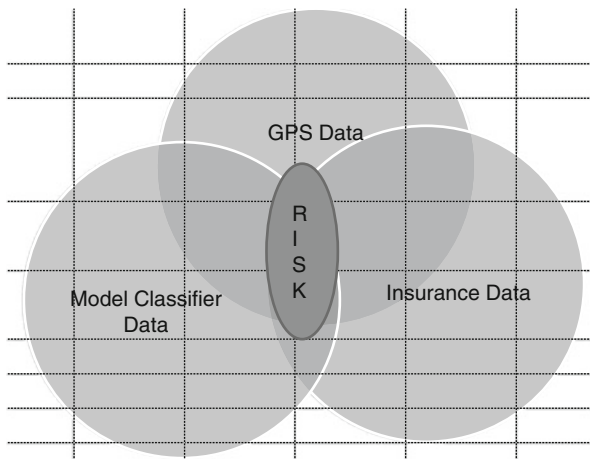 GPS Data
R
I
S
K
Model Classifier
Data
Insurance Data